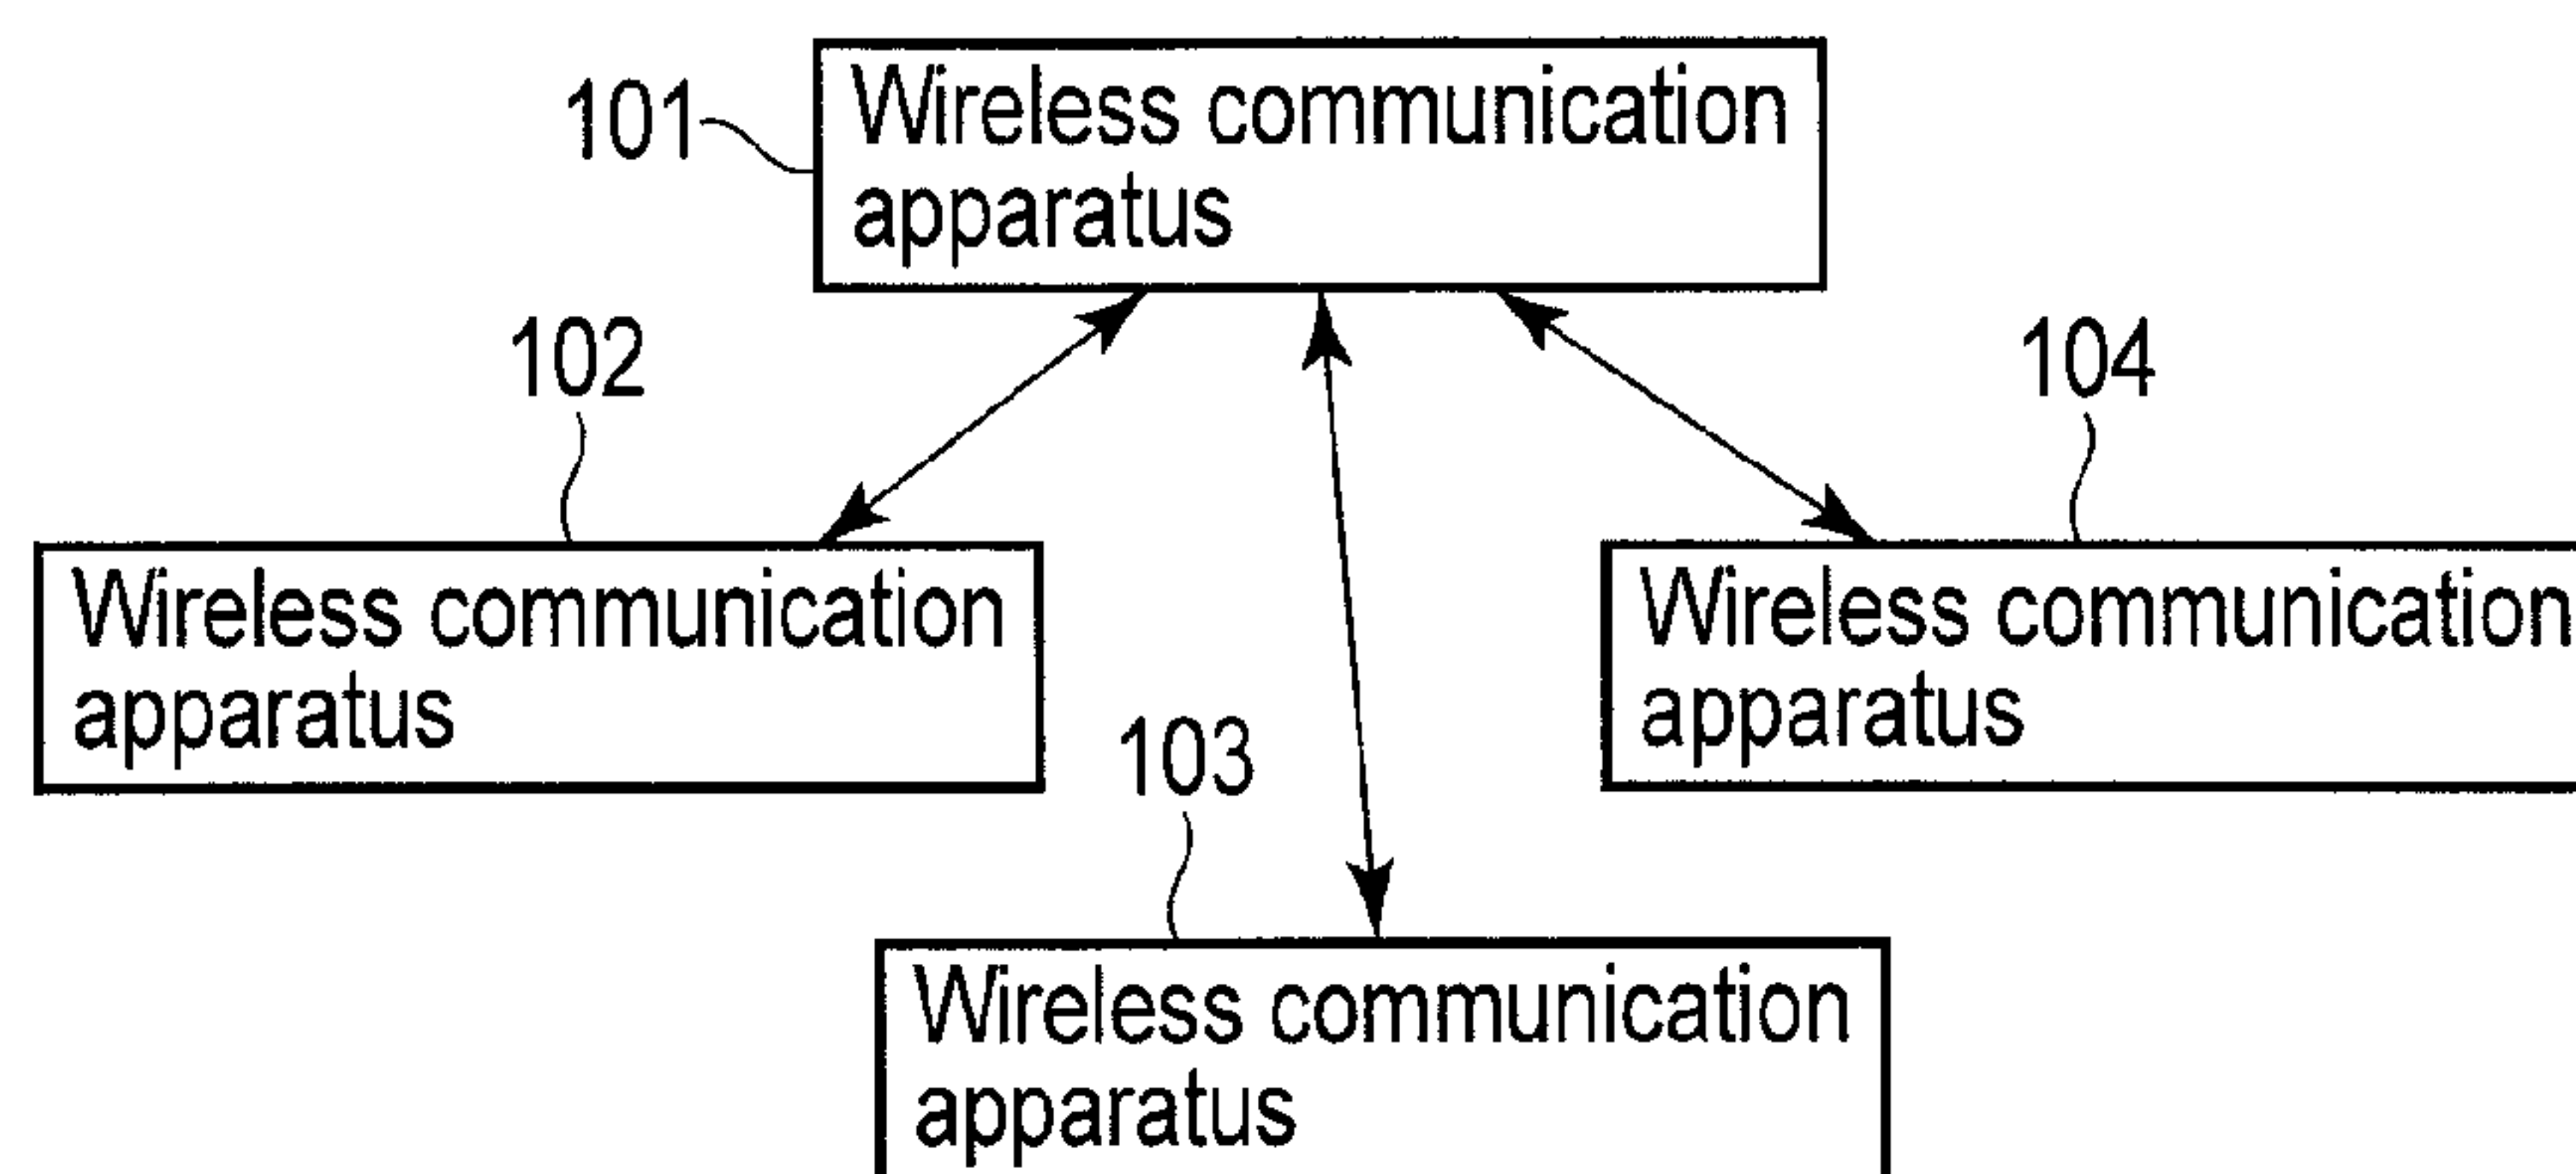 101
Wireless communication
apparatus
102
104
Wireless communication
apparatus
Wireless communication
apparatus
103
Wireless communication
apparatus